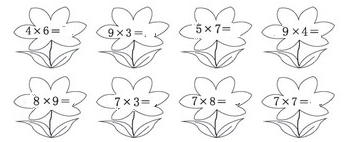 4×6= 9×3= 5×7= 9×4=
8×9= 7×3= 7×8= 7×7=